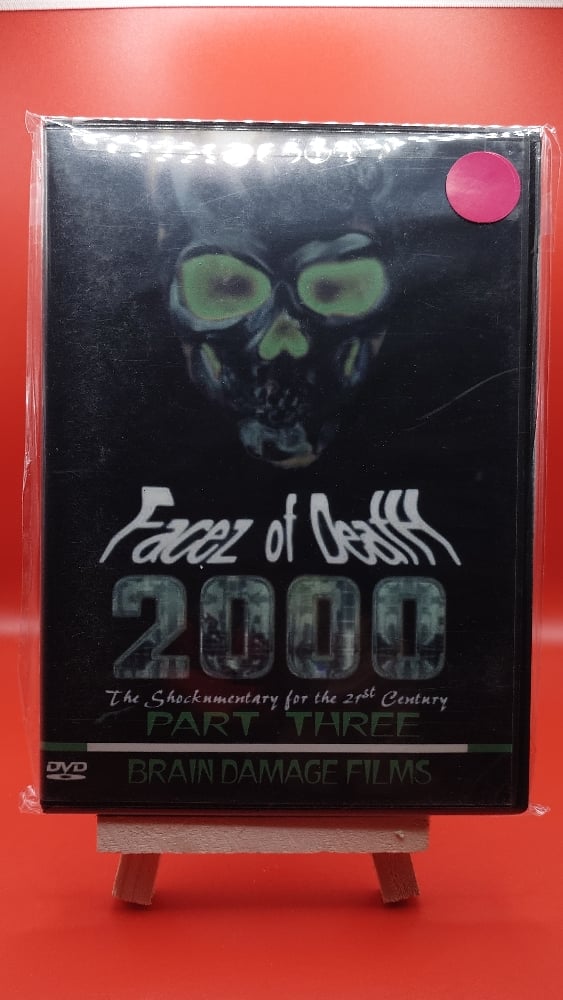 Facez of Death
2000
The Shockumentary for the 21st Century
PART THREE
DVD
BRAIN DAMAGE FILMS